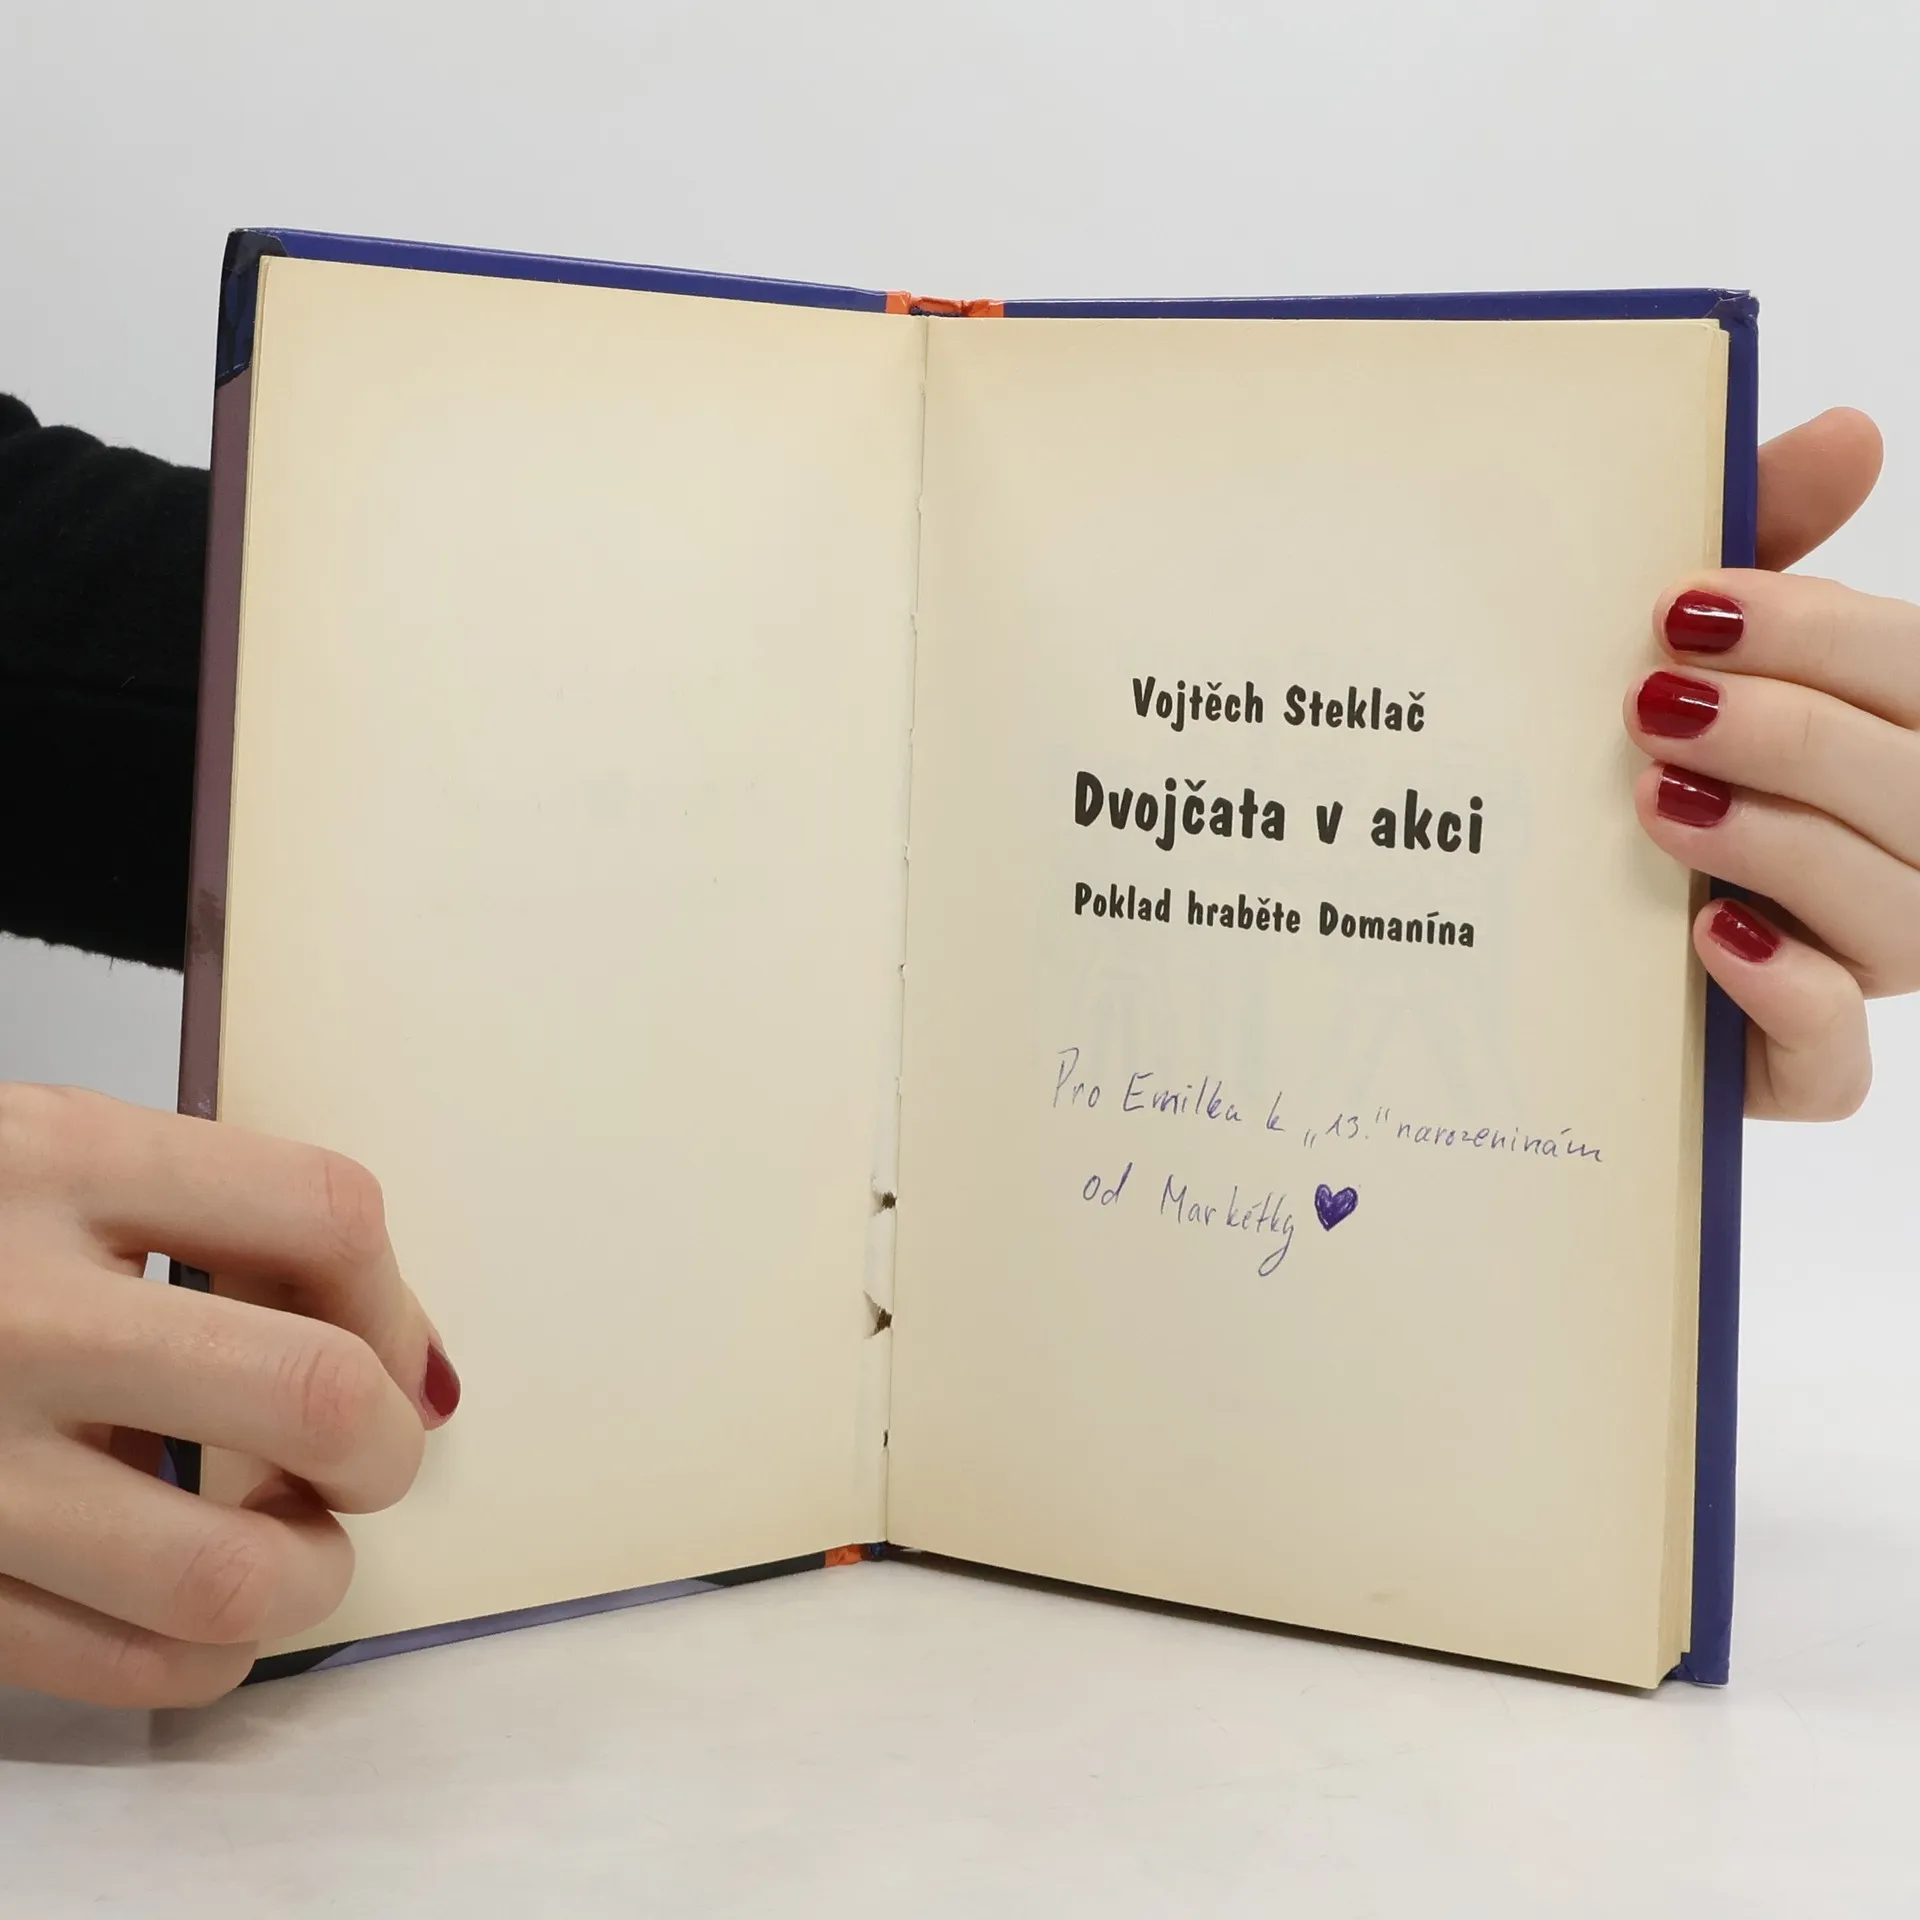 Vojtěch Steklač
Dvojčata v akci
Poklad hraběte Domanína
Pro Emilka k „13.“ narozeninám
od Markétky